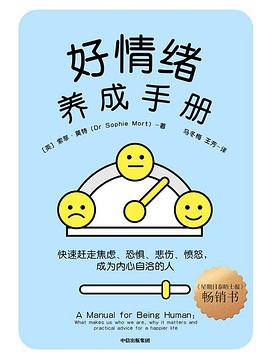 好情绪
养成手册
[英] 索菲·莫特 (Dr Sophie Mort) —著
马冬梅 王芳-译
快速赶走焦虑、恐惧、悲伤、愤怒，
成为内心自洽的人
《星期日泰晤士报》
畅销书
A Manual for Being Human:
What makes us who we are, why it matters and
practical advice for a happier life
中信出版集团